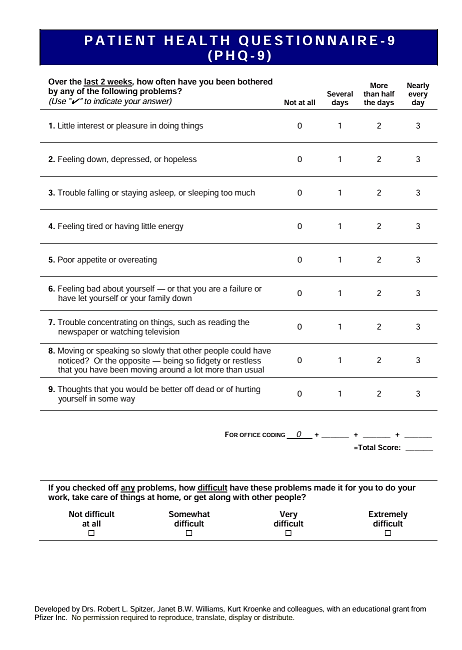 PATIENT HEALTH QUESTIONNAIRE-9
(PHQ-9)
Over the last 2 weeks, how often have you been bothered
by any of the following problems?
(Use "✔" to indicate your answer)
Not at all
Several
days
More
than half
the days
Nearly
every
day
1. Little interest or pleasure in doing things 0 1 2 3
2. Feeling down, depressed, or hopeless 0 1 2 3
3. Trouble falling or staying asleep, or sleeping too much 0 1 2 3
4. Feeling tired or having little energy 0 1 2 3
5. Poor appetite or overeating 0 1 2 3
6. Feeling bad about yourself — or that you are a failure or
have let yourself or your family down 0 1 2 3
7. Trouble concentrating on things, such as reading the
newspaper or watching television 0 1 2 3
8. Moving or speaking so slowly that other people could have
noticed? Or the opposite — being so fidgety or restless
that you have been moving around a lot more than usual 0 1 2 3
9. Thoughts that you would be better off dead or of hurting
yourself in some way 0 1 2 3
FOR OFFICE CODING __0__ + ______ + ______ + ______
=Total Score: ______
If you checked off any problems, how difficult have these problems made it for you to do your
work, take care of things at home, or get along with other people?
Not difficult
at all
☐
Somewhat
difficult
☐
Very
difficult
☐
Extremely
difficult
☐
Developed by Drs. Robert L. Spitzer, Janet B.W. Williams, Kurt Kroenke and colleagues, with an educational grant from
Pfizer Inc. No permission required to reproduce, translate, display or distribute.